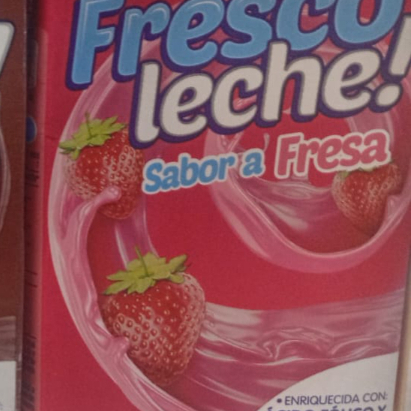 Fresco
leche!
Sabor a Fresa
• ENRIQUECIDA CON: